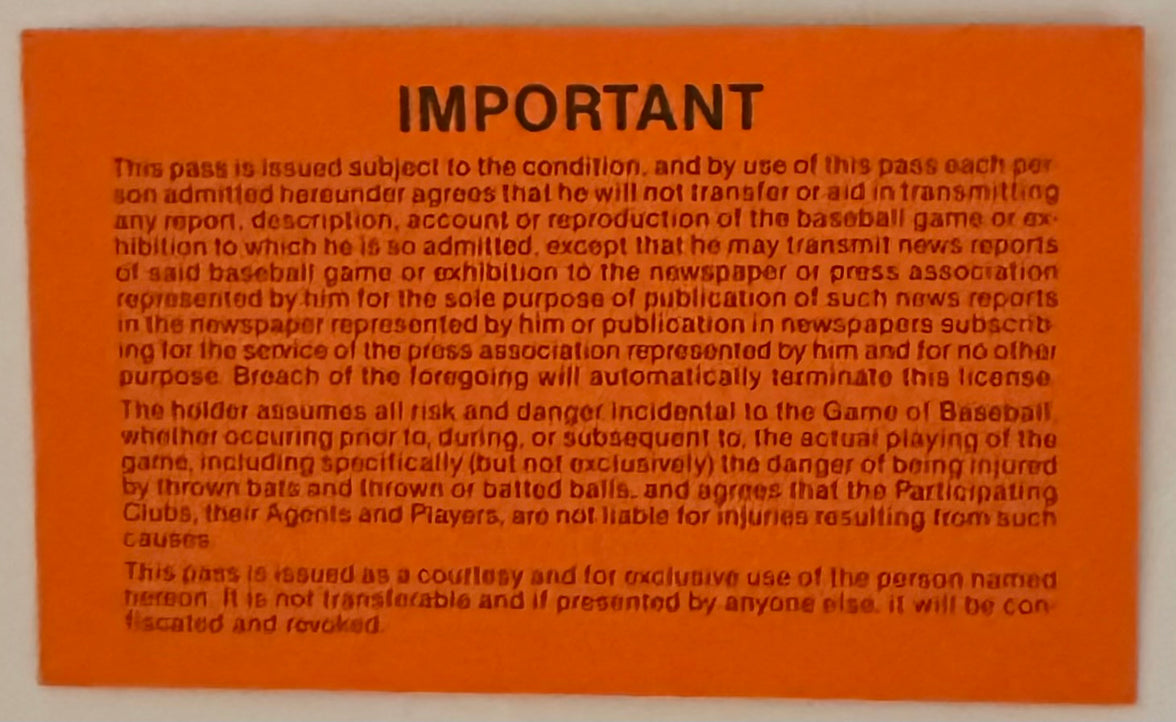 IMPORTANT
This pass is issued subject to the condition, and by use of this pass each per-
son admitted hereunder agrees that he will not transfer or aid in transmitting
any report, description, account or reproduction of the baseball game or ex-
hibition to which he is so admitted, except that he may transmit news reports
of said baseball game or exhibition to the newspaper or press association
represented by him for the sole purpose of publication of such news reports
in the newspaper represented by him or publication in newspapers subscrib-
ing for the service of the press association represented by him and for no other
purpose. Breach of the foregoing will automatically terminate this license.
The holder assumes all risk and danger incidental to the Game of Baseball,
whether occuring prior to, during, or subsequent to, the actual playing of the
game, including specifically (but not exclusively) the danger of being injured
by thrown bats and thrown or batted balls, and agrees that the Participating
Clubs, their Agents and Players, are not liable for injuries resulting from such
causes.
This pass is issued as a courtesy and for exclusive use of the person named
hereon. It is not transferable and if presented by anyone else, it will be con-
fiscated and revoked.